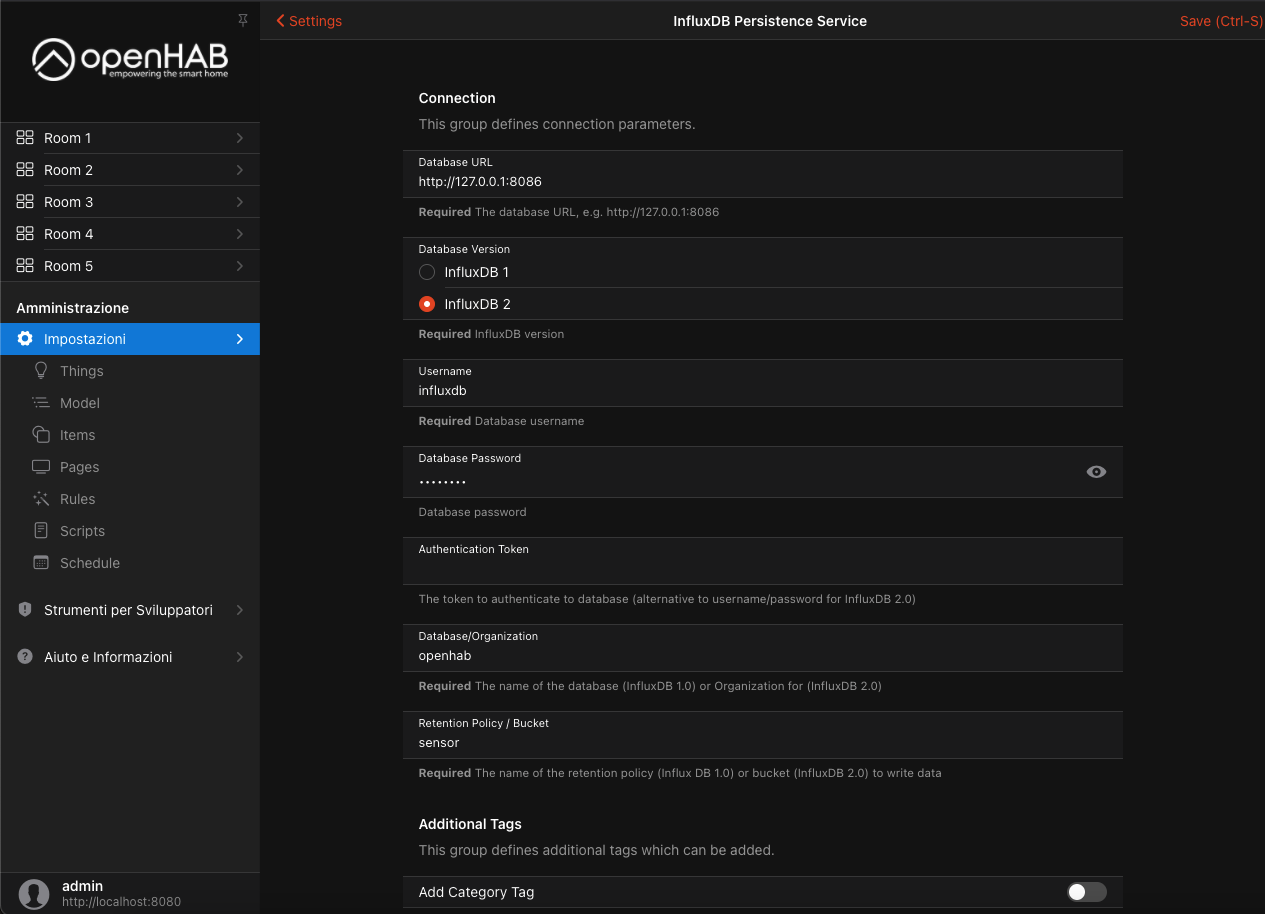 Settings
InfluxDB Persistence Service
Save (Ctrl-S)
openHAB
empowering the smart home
Room 1
Room 2
Room 3
Room 4
Room 5
Amministrazione
Impostazioni
Things
Model
Items
Pages
Rules
Scripts
Schedule
Strumenti per Sviluppatori
Aiuto e Informazioni
admin
http://localhost:8080
Connection
This group defines connection parameters.
Database URL
http://127.0.0.1:8086
Required The database URL, e.g. http://127.0.0.1:8086
Database Version
InfluxDB 1
InfluxDB 2
Required InfluxDB version
Username
influxdb
Required Database username
Database Password
••••••••
Database password
Authentication Token
The token to authenticate to database (alternative to username/password for InfluxDB 2.0)
Database/Organization
openhab
Required The name of the database (InfluxDB 1.0) or Organization for (InfluxDB 2.0)
Retention Policy / Bucket
sensor
Required The name of the retention policy (Influx DB 1.0) or bucket (InfluxDB 2.0) to write data
Additional Tags
This group defines additional tags which can be added.
Add Category Tag